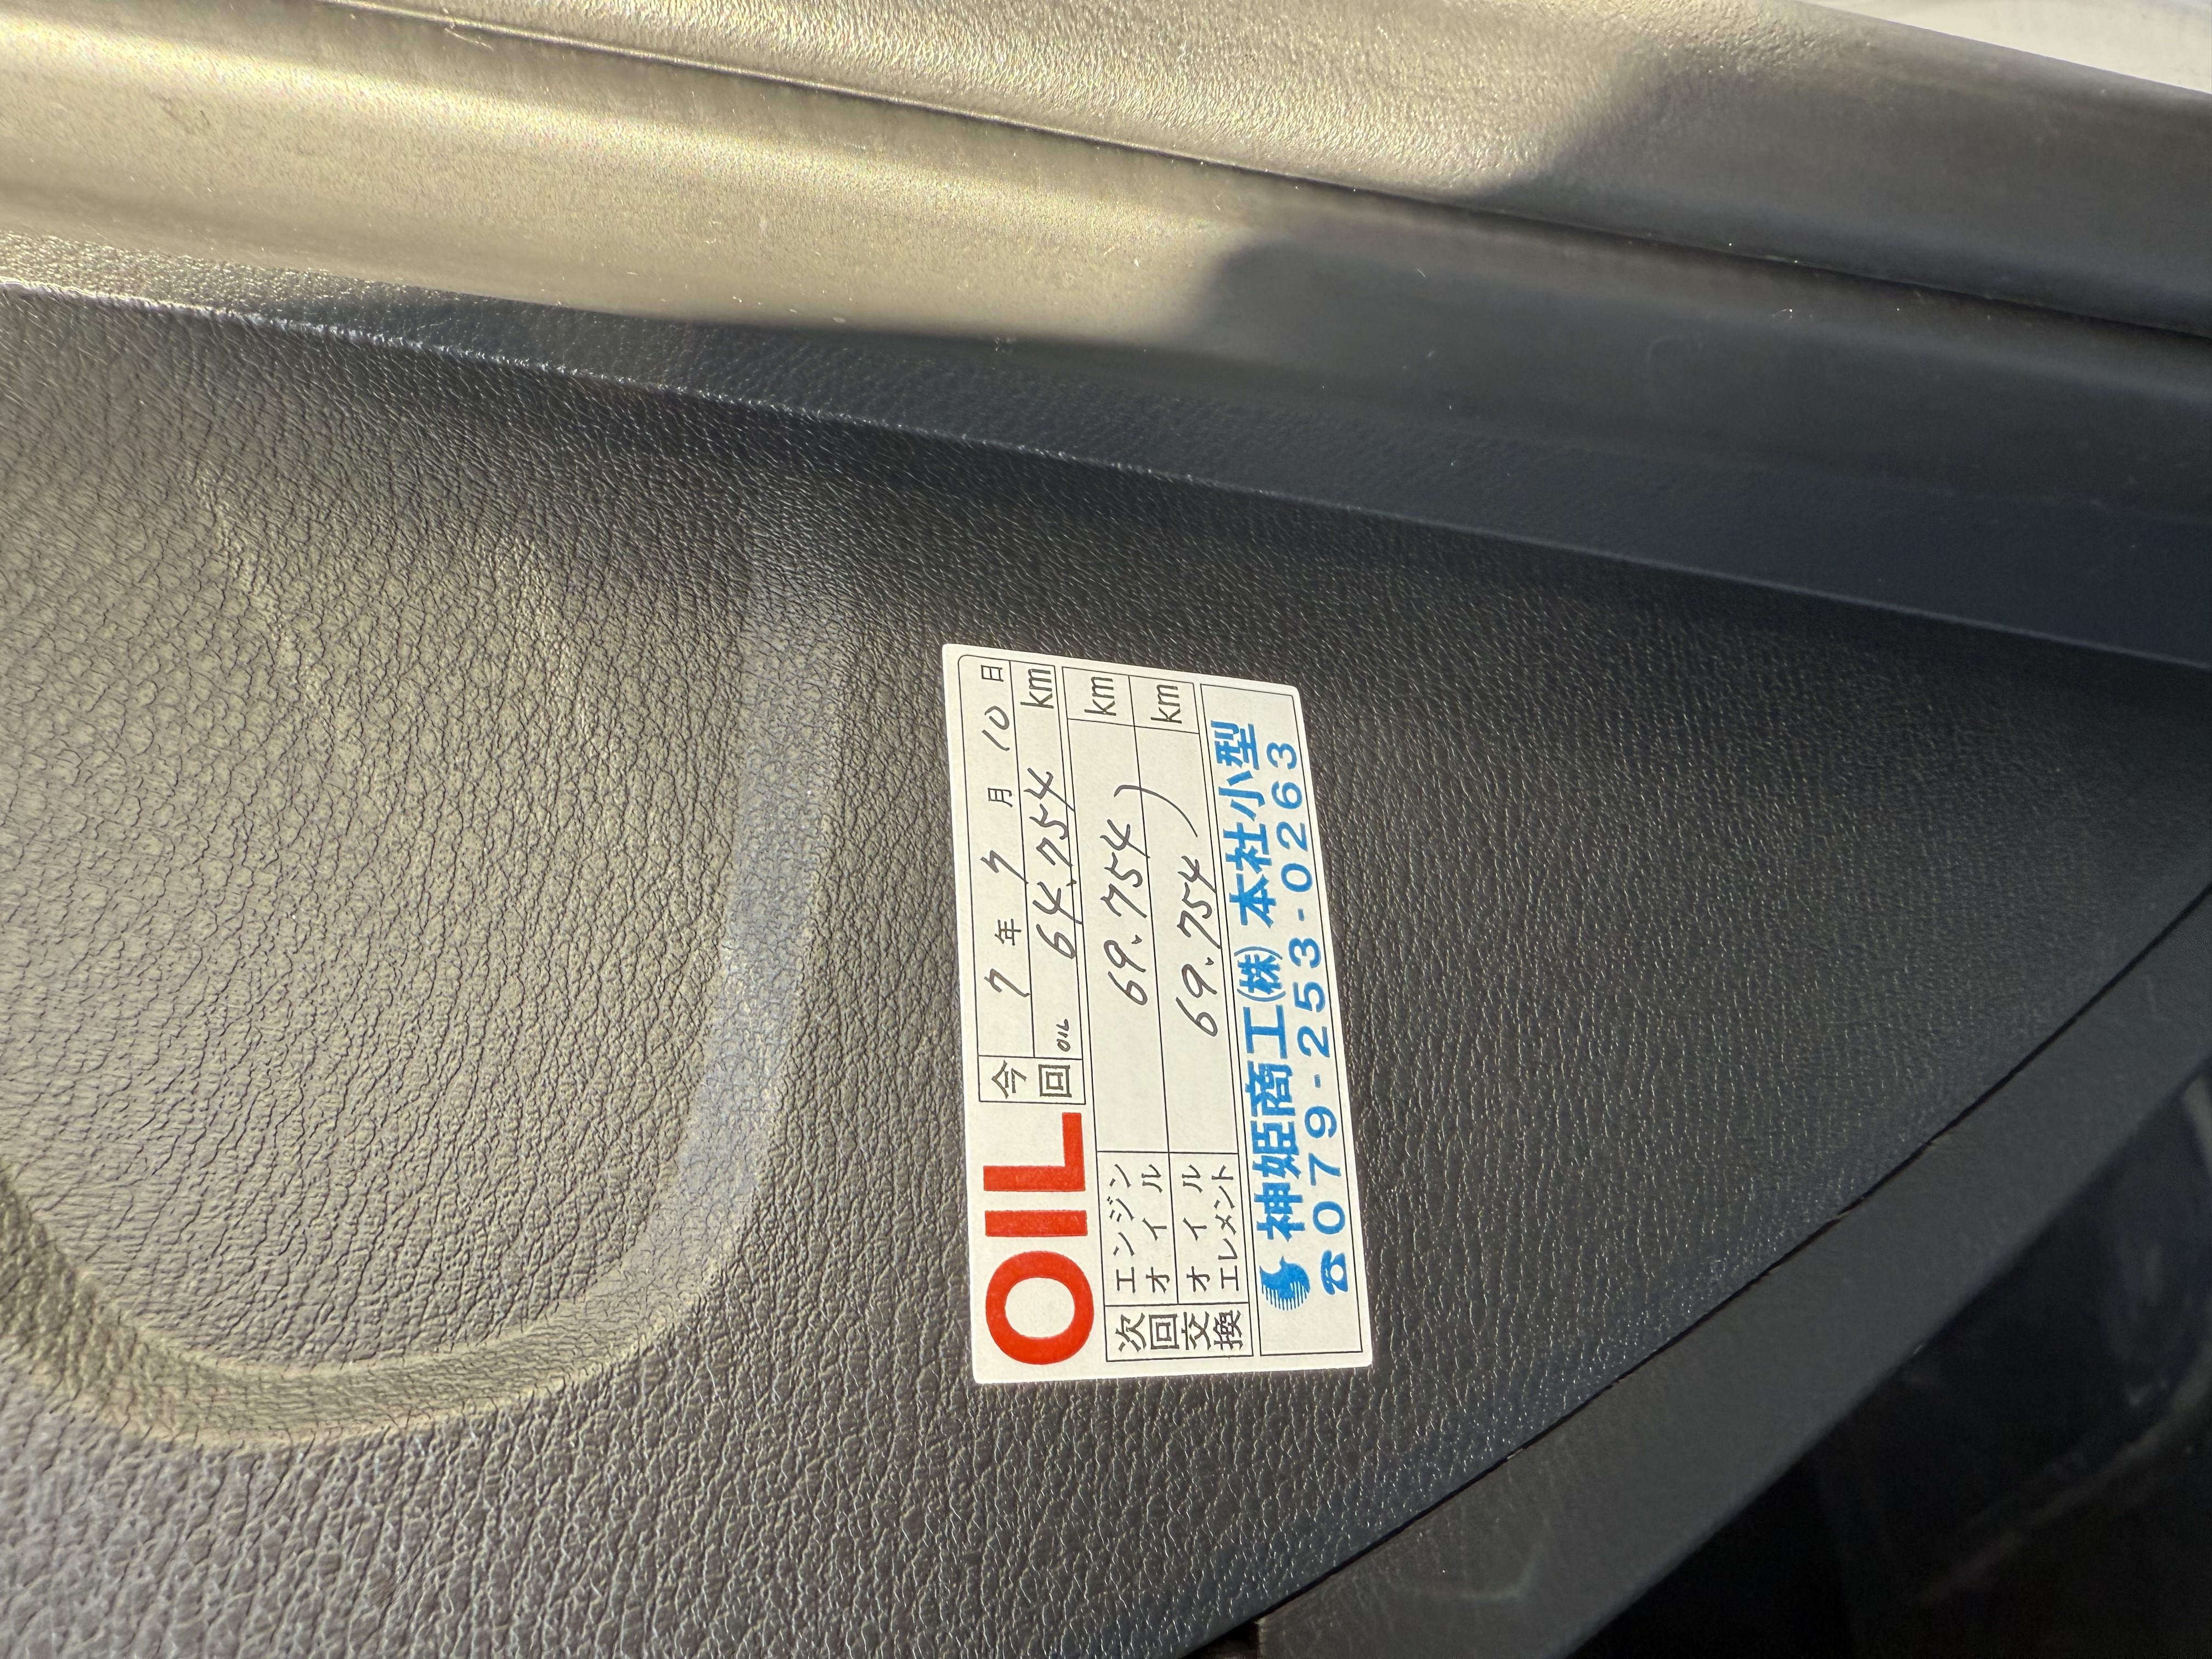 OIL
今回 7年 7月 10日
OIL 64.754 km
次回交換 エンジンオイル 69.754 km
オイルエレメント 69.754 km
神姫商工(株) 本社小型
☎079-253-0263